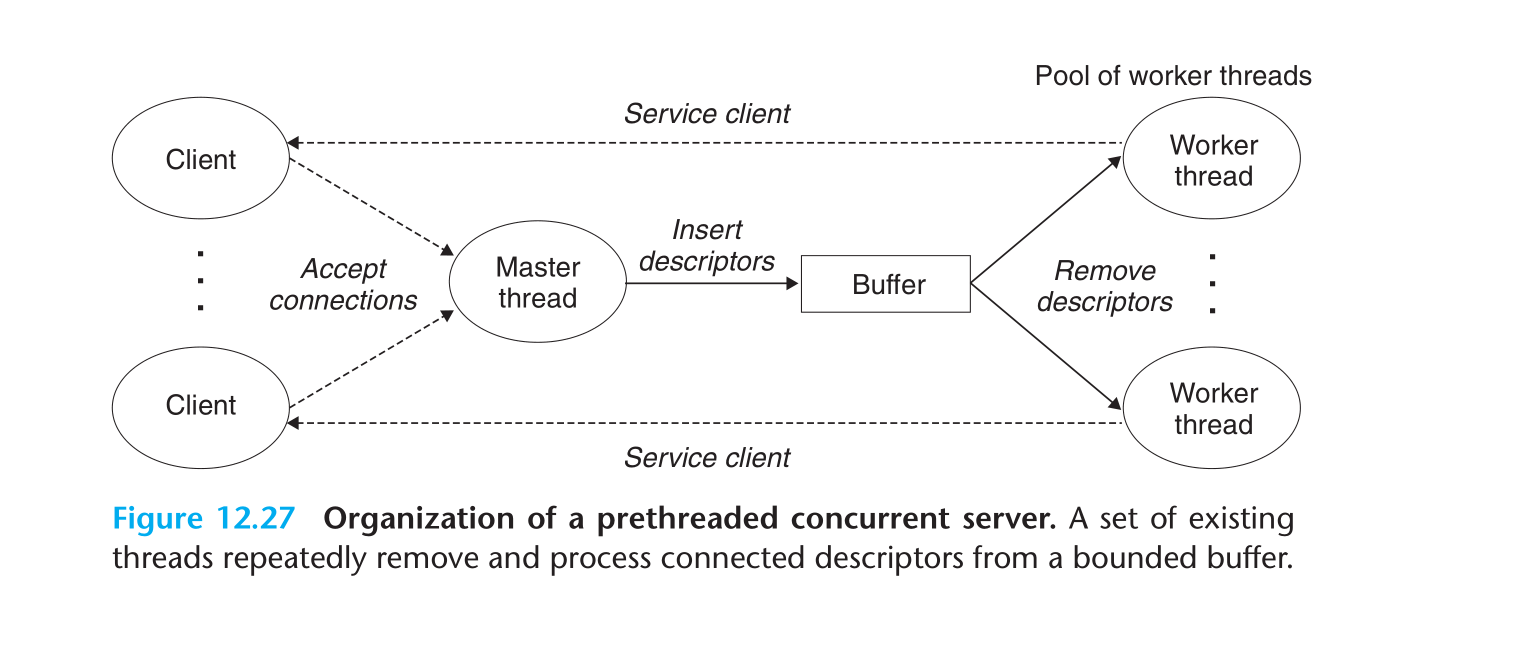 Pool of worker threads
Service client
Client
Worker
thread
Insert
descriptors
Accept
connections
Master
thread
Buffer
Remove
descriptors
Client
Worker
thread
Service client
Figure 12.27 Organization of a prethreaded concurrent server. A set of existing
threads repeatedly remove and process connected descriptors from a bounded buffer.